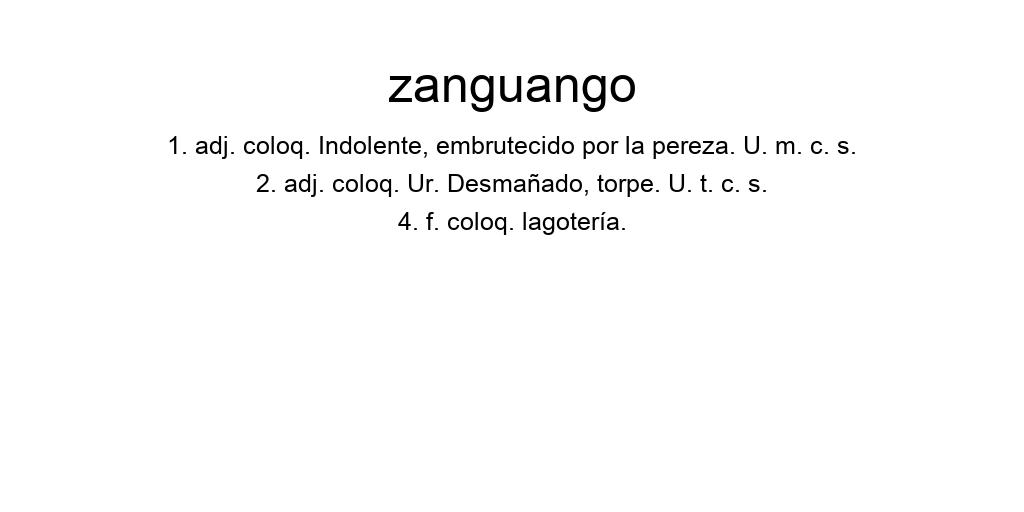 zanguango
1. adj. coloq. Indolente, embrutecido por la pereza. U. m. c. s.
2. adj. coloq. Ur. Desmañado, torpe. U. t. c. s.
4. f. coloq. lagotería.